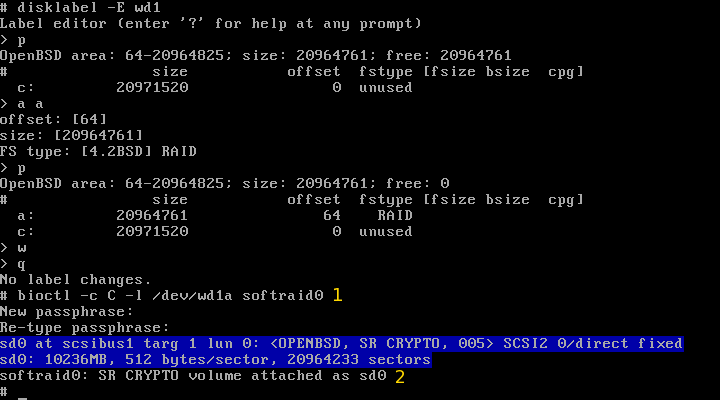 # disklabel -E wd1
Label editor (enter '?' for help at any prompt)
> p
OpenBSD area: 64-20964825; size: 20964761; free: 20964761
#                size           offset  fstype [fsize bsize  cpg]
  c:         20971520                0  unused
> a a
offset: [64]
size: [20964761]
FS type: [4.2BSD] RAID
> p
OpenBSD area: 64-20964825; size: 20964761; free: 0
#                size           offset  fstype [fsize bsize  cpg]
  a:         20964761               64    RAID
  c:         20971520                0  unused
> w
> q
No label changes.
# bioctl -c C -l /dev/wd1a softraid0 1
New passphrase:
Re-type passphrase:
sd0 at scsibus1 targ 1 lun 0: <OPENBSD, SR CRYPTO, 005> SCSI2 0/direct fixed
sd0: 10236MB, 512 bytes/sector, 20964233 sectors
softraid0: SR CRYPTO volume attached as sd0 2
#